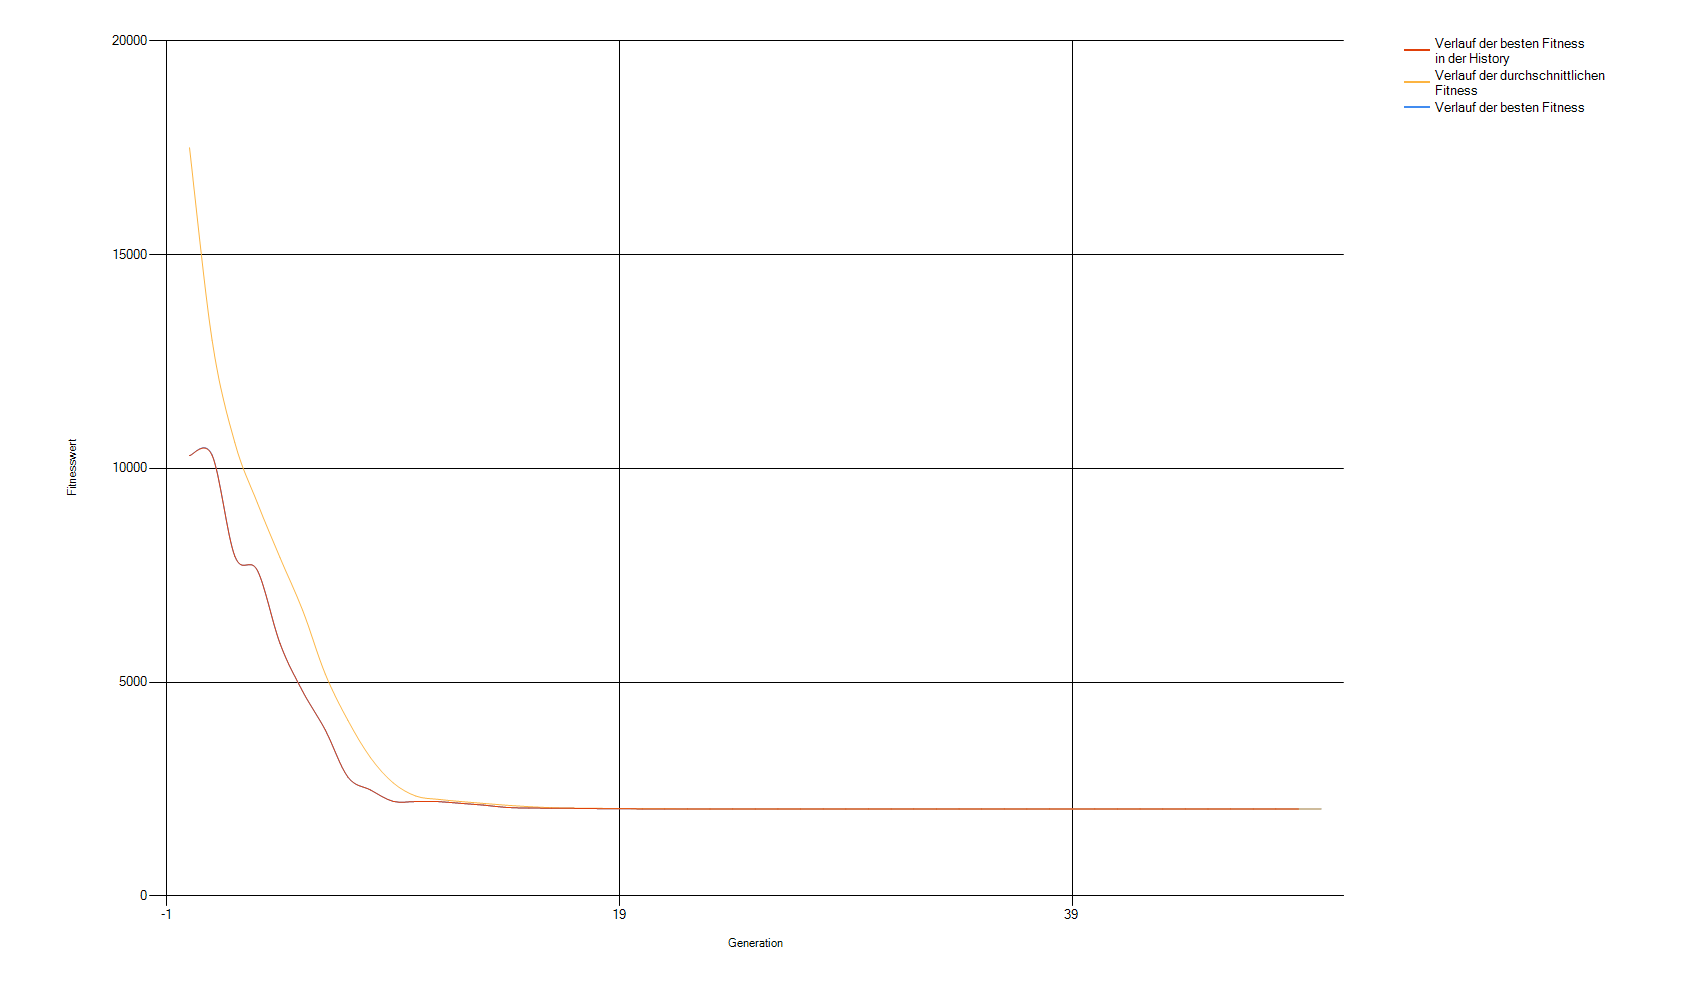 20000
15000
10000
5000
0
Fitnesswert
-1
19
39
Generation
Verlauf der besten Fitness
in der History
Verlauf der durchschnittlichen
Fitness
Verlauf der besten Fitness